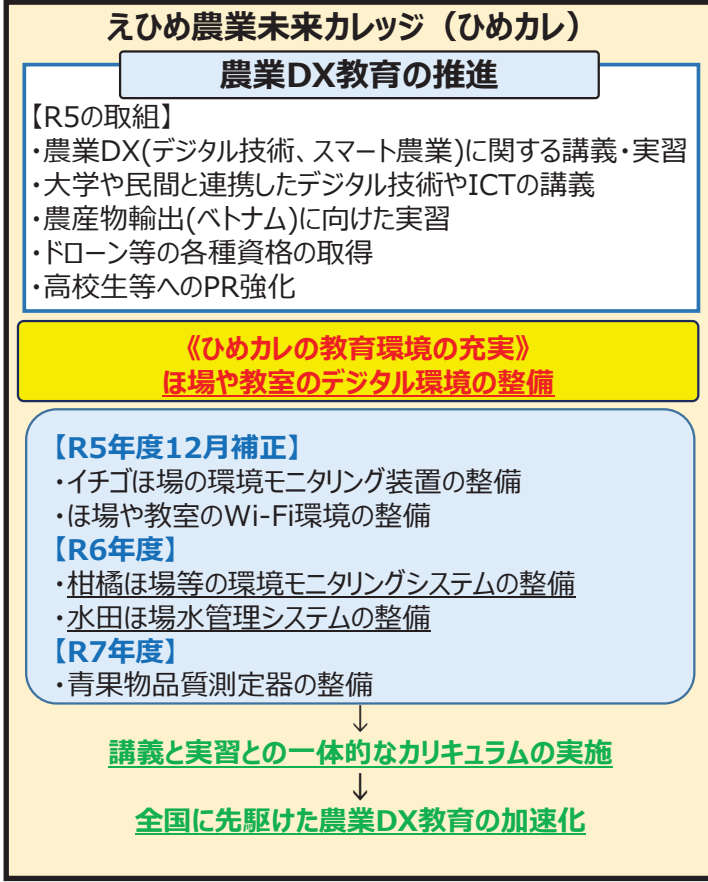 えひめ農業未来カレッジ（ひめカレ）
農業DX教育の推進
【R5の取組】
・農業DX(デジタル技術、スマート農業)に関する講義・実習
・大学や民間と連携したデジタル技術やICTの講義
・農産物輸出(ベトナム)に向けた実習
・ドローン等の各種資格の取得
・高校生等へのPR強化
《ひめカレの教育環境の充実》
ほ場や教室のデジタル環境の整備
【R5年度12月補正】
・イチゴほ場の環境モニタリング装置の整備
・ほ場や教室のWi-Fi環境の整備
【R6年度】
・柑橘ほ場等の環境モニタリングシステムの整備
・水田ほ場水管理システムの整備
【R7年度】
・青果物品質測定器の整備
↓
講義と実習との一体的なカリキュラムの実施
↓
全国に先駆けた農業DX教育の加速化